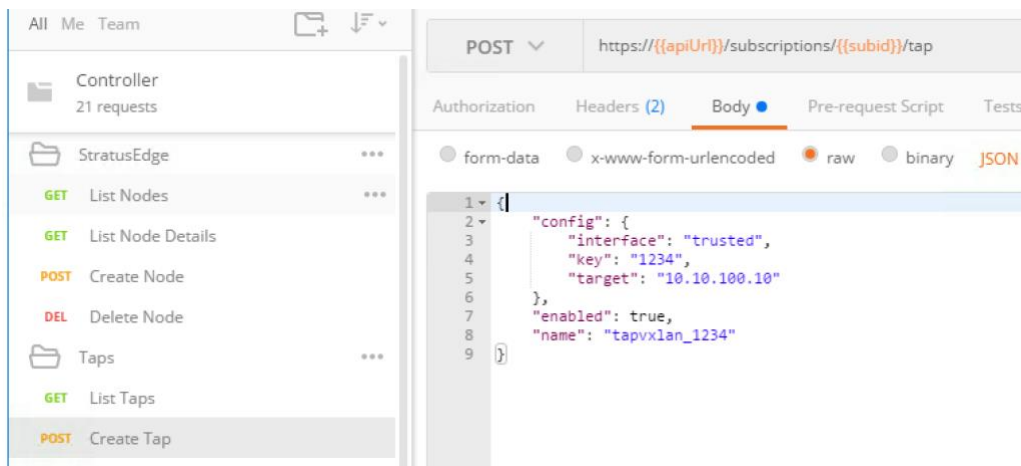 All Me Team
Controller
21 requests
StratusEdge
GET List Nodes
GET List Node Details
POST Create Node
DEL Delete Node
Taps
GET List Taps
POST Create Tap
POST https://{{apiUrl}}/subscriptions/{{subid}}/tap
Authorization Headers (2) Body Pre-request Script Tests
form-data x-www-form-urlencoded raw binary JSON
1 {
2 "config": {
3 "interface": "trusted",
4 "key": "1234",
5 "target": "10.10.100.10"
6 },
7 "enabled": true,
8 "name": "tapvxlan_1234"
9 }